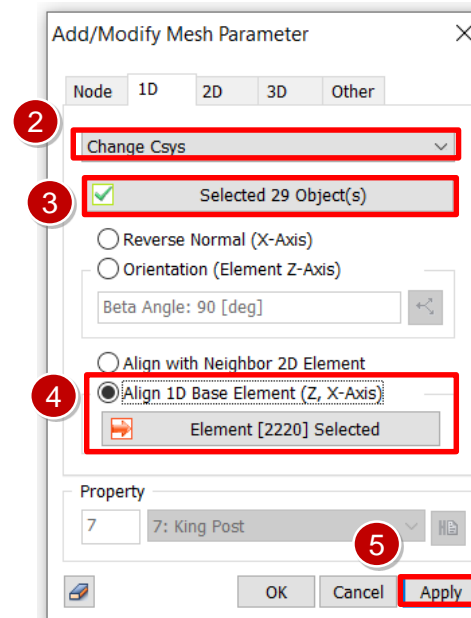 Add/Modify Mesh Parameter
Node 1D 2D 3D Other
2
Change Csys
3 Selected 29 Object(s)
Reverse Normal (X-Axis)
Orientation (Element Z-Axis)
Beta Angle: 90 [deg]
Align with Neighbor 2D Element
4 Align 1D Base Element (Z, X-Axis)
Element [2220] Selected
Property
7 7: King Post
5
OK Cancel Apply